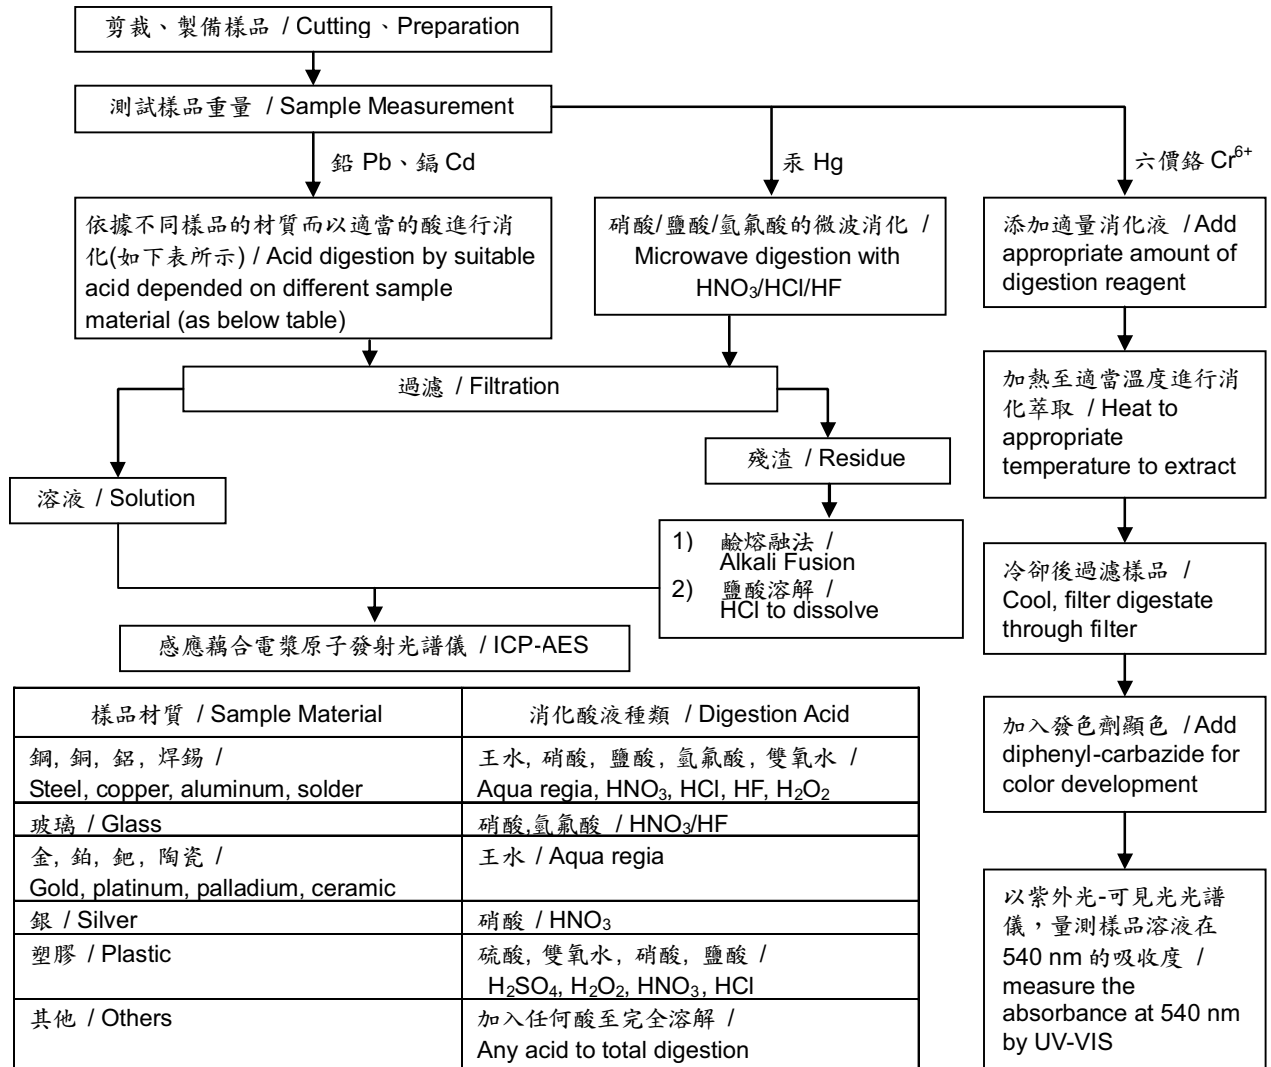 剪裁、製備樣品 / Cutting、Preparation
測試樣品重量 / Sample Measurement
鉛 Pb、鎘 Cd
汞 Hg
六價鉻 Cr⁶⁺
依據不同樣品的材質而以適當的酸進行消
化(如下表所示) / Acid digestion by suitable
acid depended on different sample
material (as below table)
硝酸/鹽酸/氫氟酸的微波消化 /
Microwave digestion with
HNO₃/HCl/HF
添加適量消化液 / Add
appropriate amount of
digestion reagent
過濾 / Filtration
加熱至適當溫度進行消
化萃取 / Heat to
appropriate
temperature to extract
殘渣 / Residue
溶液 / Solution
1) 鹼熔融法 /
Alkali Fusion
2) 鹽酸溶解 /
HCl to dissolve
冷卻後過濾樣品 /
Cool, filter digestate
through filter
感應藕合電漿原子發射光譜儀 / ICP-AES
加入發色劑顯色 / Add
diphenyl-carbazide for
color development
以紫外光-可見光光譜
儀，量測樣品溶液在
540 nm 的吸收度 /
measure the
absorbance at 540 nm
by UV-VIS
樣品材質 / Sample Material
消化酸液種類 / Digestion Acid
鋼, 銅, 鋁, 焊錫 /
Steel, copper, aluminum, solder
王水, 硝酸, 鹽酸, 氫氟酸, 雙氧水 /
Aqua regia, HNO₃, HCl, HF, H₂O₂
玻璃 / Glass
硝酸,氫氟酸 / HNO₃/HF
金, 鉑, 鈀, 陶瓷 /
Gold, platinum, palladium, ceramic
王水 / Aqua regia
銀 / Silver
硝酸 / HNO₃
塑膠 / Plastic
硫酸, 雙氧水, 硝酸, 鹽酸 /
H₂SO₄, H₂O₂, HNO₃, HCl
其他 / Others
加入任何酸至完全溶解 /
Any acid to total digestion